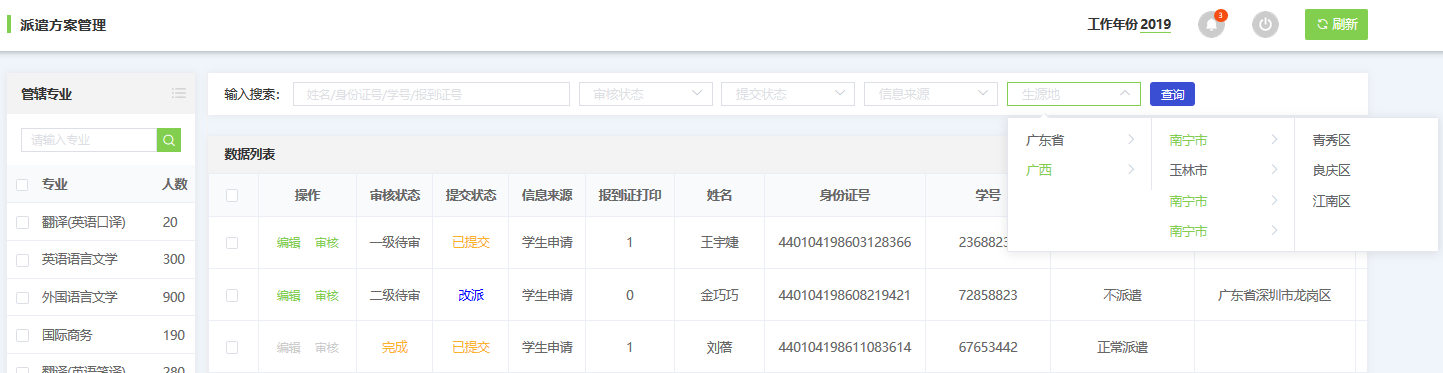 派遣方案管理
工作年份 2019
3
刷新
管辖专业
请输入专业
专业 人数
翻译(英语口译) 20
英语语言文学 300
外国语言文学 900
国际商务 190
翻译(英语笔译) 280
输入搜索：
姓名/身份证号/学号/报到证号
审核状态
提交状态
信息来源
生源地
查询
广东省
广西
南宁市
玉林市
南宁市
南宁市
青秀区
良庆区
江南区
数据列表
操作 审核状态 提交状态 信息来源 报到证打印 姓名 身份证号 学号
编辑 审核 一级待审 已提交 学生申请 1 王宇婕 440104198603128366 2368823
编辑 审核 二级待审 改派 学生申请 0 金巧巧 440104198608219421 72858823 不派遣 广东省深圳市龙岗区
编辑 审核 完成 已提交 学生申请 1 刘蓓 440104198611083614 67653442 正常派遣